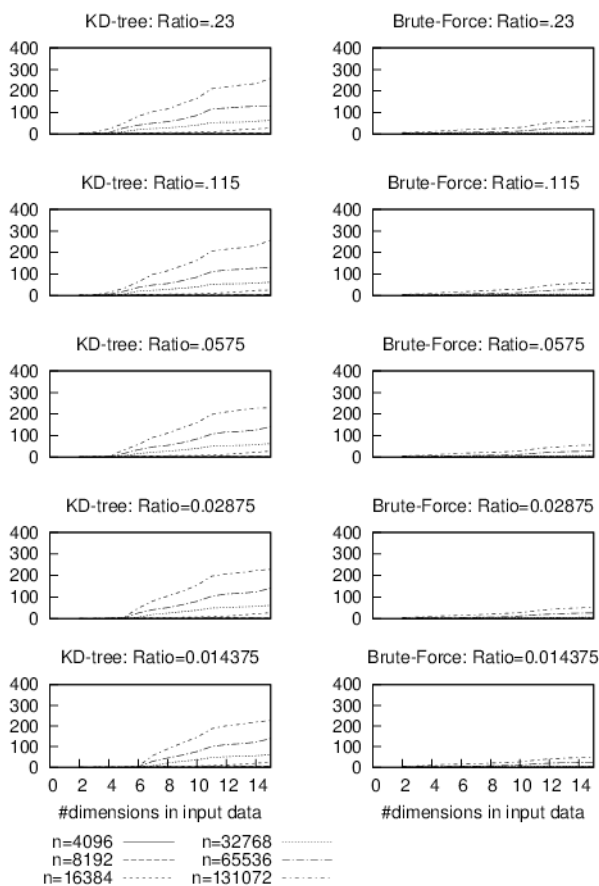 KD-tree: Ratio=.23 Brute-Force: Ratio=.23
400 400
300 300
200 200
100 100
0 0
KD-tree: Ratio=.115 Brute-Force: Ratio=.115
400 400
300 300
200 200
100 100
0 0
KD-tree: Ratio=.0575 Brute-Force: Ratio=.0575
400 400
300 300
200 200
100 100
0 0
KD-tree: Ratio=0.02875 Brute-Force: Ratio=0.02875
400 400
300 300
200 200
100 100
0 0
KD-tree: Ratio=0.014375 Brute-Force: Ratio=0.014375
400 400
300 300
200 200
100 100
0 0
0 2 4 6 8 10 12 14 0 2 4 6 8 10 12 14
#dimensions in input data #dimensions in input data
n=4096 n=32768
n=8192 n=65536
n=16384 n=131072